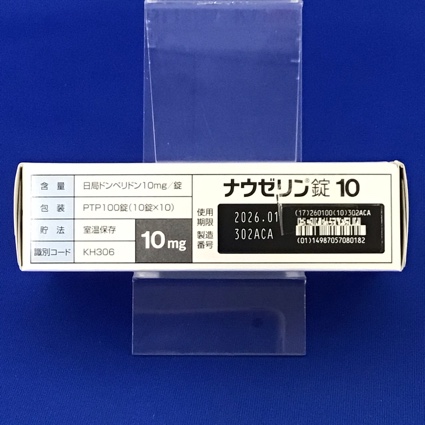 含量 日局ドンペリドン10mg/錠
包装 PTP100錠(10錠×10)
貯法 室温保存
識別コード KH306
10mg
ナウゼリン錠 10
使用期限 2026.01
製造番号 302ACA
(17)260100(10)302ACA
(01)14987057080182